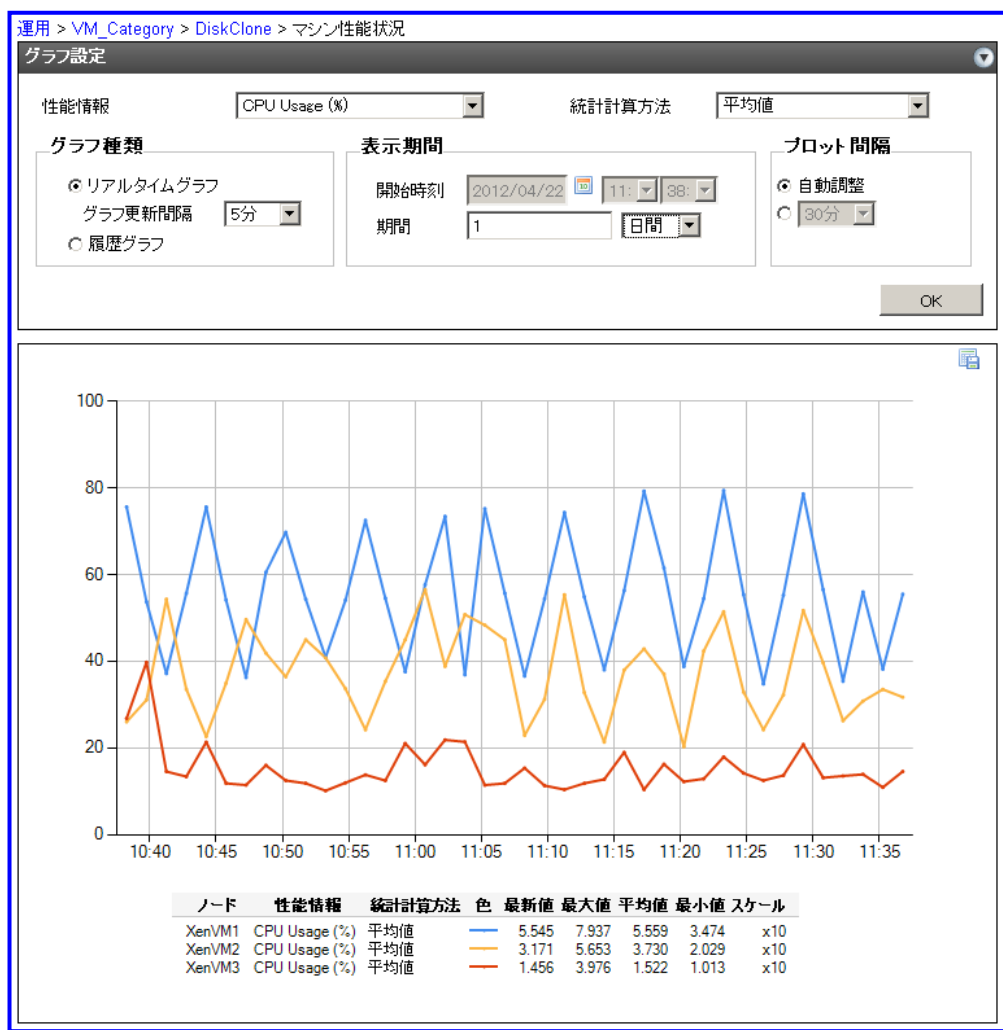 運用 > VM_Category > DiskClone > マシン性能状況
グラフ設定
性能情報 CPU Usage (%) 統計計算方法 平均値
グラフ種類 表示期間 プロット間隔
リアルタイムグラフ 開始時刻 2012/04/22 11: 38: 自動調整
グラフ更新間隔 5分 期間 1 日間 30分
履歴グラフ
OK
100
80
60
40
20
0
10:40 10:45 10:50 10:55 11:00 11:05 11:10 11:15 11:20 11:25 11:30 11:35
ノード 性能情報 統計計算方法 色 最新値 最大値 平均値 最小値 スケール
XenVM1 CPU Usage (%) 平均値 5.545 7.937 5.559 3.474 x10
XenVM2 CPU Usage (%) 平均値 3.171 5.653 3.730 2.029 x10
XenVM3 CPU Usage (%) 平均値 1.456 3.976 1.522 1.013 x10